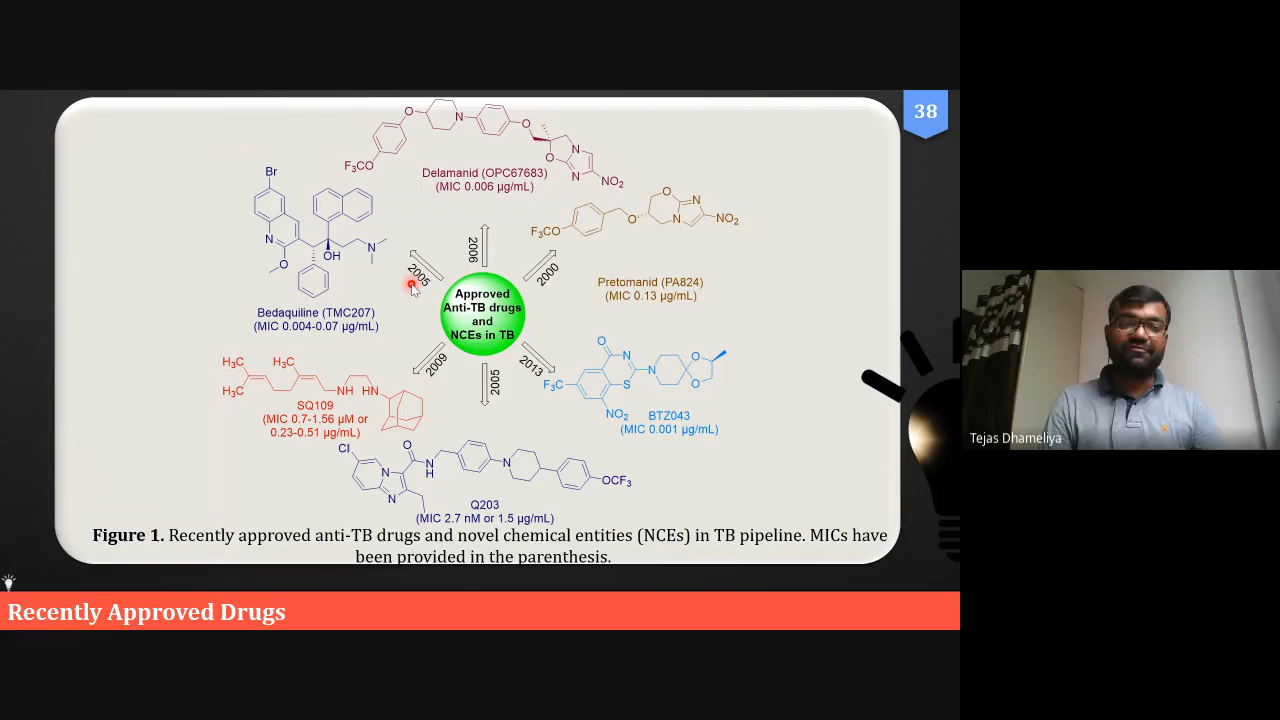 38
F₃CO
O
N
O
O
N
N
NO₂
Delamanid (OPC67683)
(MIC 0.006 µg/mL)
Br
N
O
OH
N
Bedaquiline (TMC207)
(MIC 0.004-0.07 µg/mL)
F₃CO
O
O
N
N
NO₂
Pretomanid (PA824)
(MIC 0.13 µg/mL)
2005
2006
2000
Approved
Anti-TB drugs
and
NCEs in TB
2009
2005
2013
H₃C
H₃C
H₃C
NH
HN
SQ109
(MIC 0.7-1.56 µM or
0.23-0.51 µg/mL)
O
N
F₃C
S
N
O
O
NO₂
BTZ043
(MIC 0.001 µg/mL)
Cl
O
N
N
N
H
N
OCF₃
Q203
(MIC 2.7 nM or 1.5 µg/mL)
Figure 1. Recently approved anti-TB drugs and novel chemical entities (NCEs) in TB pipeline. MICs have
been provided in the parenthesis.
Recently Approved Drugs
Tejas Dhameliya